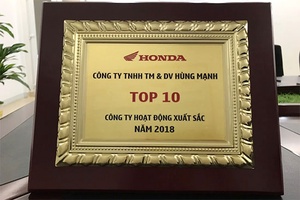 HONDA
CÔNG TY TNHH TM & DV HÙNG MẠNH
TOP 10
CÔNG TY HOẠT ĐỘNG XUẤT SẮC
NĂM 2018